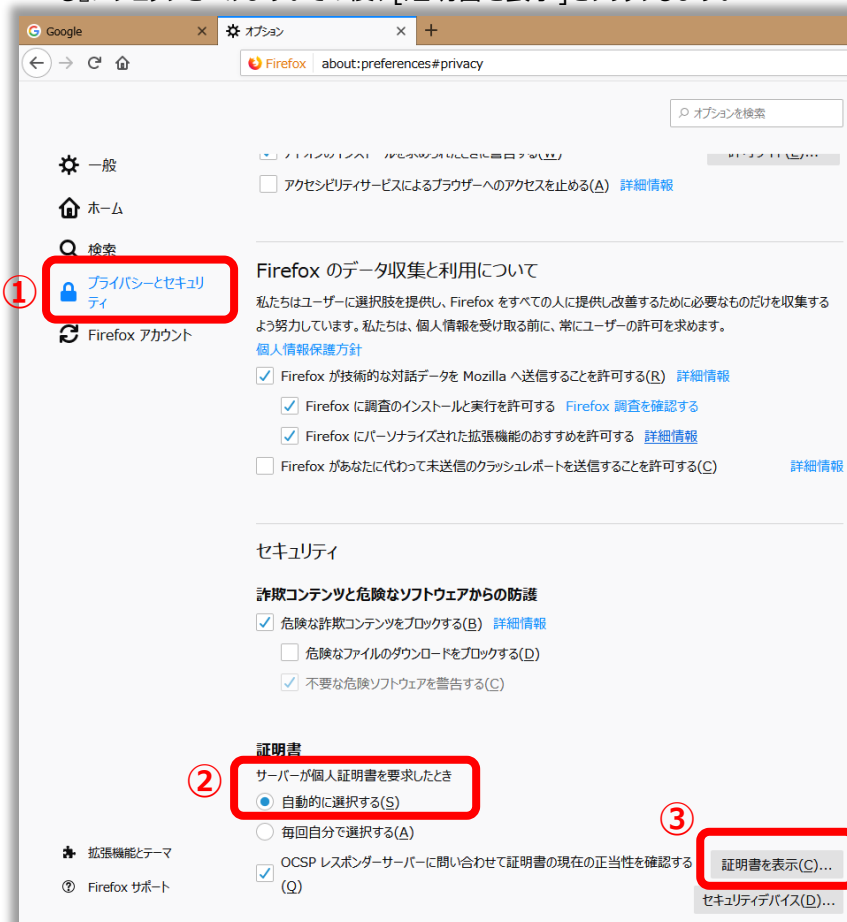 Google
オプション
Firefox about:preferences#privacy
オプションを検索
一般
ホーム
検索
① プライバシーとセキュリ
ティ
Firefox アカウント
アクセシビリティサービスによるブラウザーへのアクセスを止める(A) 詳細情報
Firefox のデータ収集と利用について
私たちはユーザーに選択肢を提供し、Firefox をすべての人に提供し改善するために必要なものだけを収集する
よう努力しています。私たちは、個人情報を受け取る前に、常にユーザーの許可を求めます。
個人情報保護方針
Firefox が技術的な対話データを Mozilla へ送信することを許可する(R) 詳細情報
Firefox に調査のインストールと実行を許可する Firefox 調査を確認する
Firefox にパーソナライズされた拡張機能のおすすめを許可する 詳細情報
Firefox があなたに代わって未送信のクラッシュレポートを送信することを許可する(C) 詳細情報
セキュリティ
詐欺コンテンツと危険なソフトウェアからの防護
危険な詐欺コンテンツをブロックする(B) 詳細情報
危険なファイルのダウンロードをブロックする(D)
不要な危険ソフトウェアを警告する(C)
証明書
サーバーが個人証明書を要求したとき
② 自動的に選択する(S)
毎回自分で選択する(A)
OCSP レスポンダーサーバーに問い合わせて証明書の現在の正当性を確認する
(Q)
③ 証明書を表示(C)...
セキュリティデバイス(D)...
拡張機能とテーマ
Firefox サポート